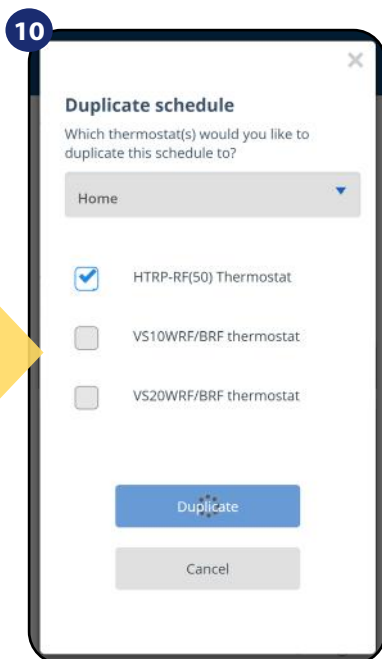 10
Duplicate schedule
Which thermostat(s) would you like to
duplicate this schedule to?
Home
HTRP-RF(50) Thermostat
VS10WRF/BRF thermostat
VS20WRF/BRF thermostat
Duplicate
Cancel